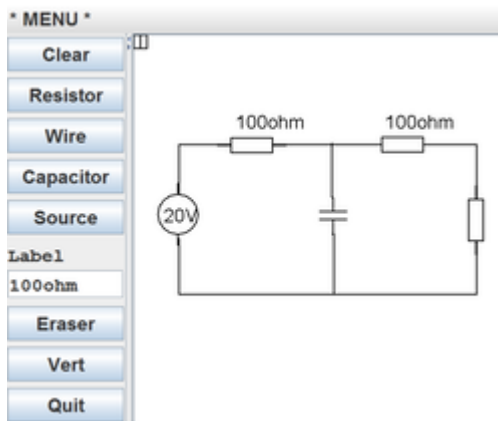 * MENU *
Clear
Resistor
Wire
Capacitor
Source
Label
100ohm
Eraser
Vert
Quit
100ohm 100ohm
20V